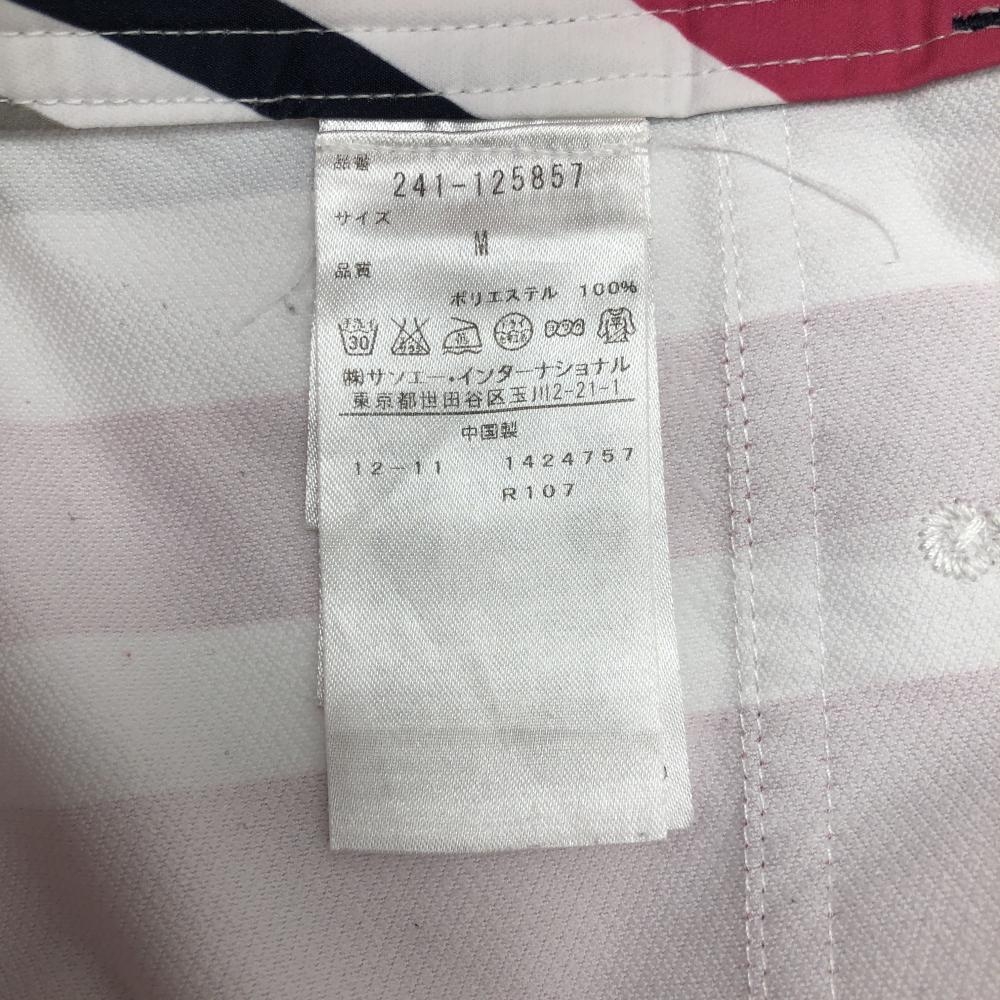 品番
241-125857
サイズ
M
品質
ポリエステル 100%
30
(株)サンエー・インターナショナル
東京都世田谷区玉川2-21-1
中国製
12-11 1424757
R107